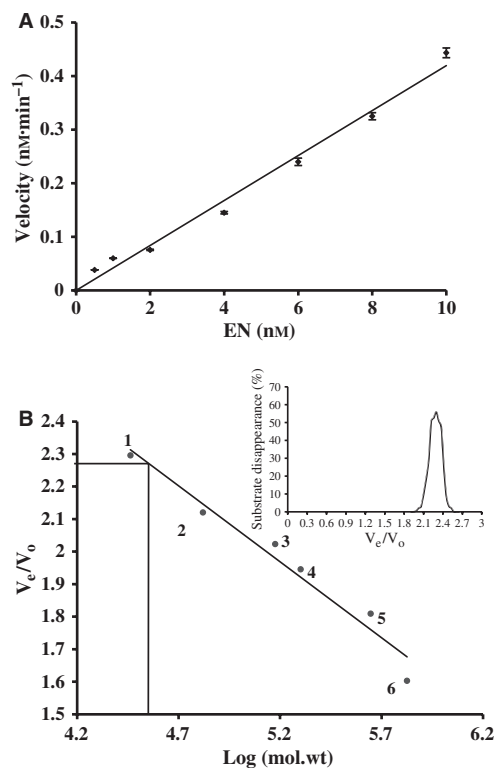 A
Velocity (nM·min⁻¹)
0.5
0.4
0.3
0.2
0.1
0
0 2 4 6 8 10
EN (nM)
B
Substrate disappearance (%)
70
60
50
40
30
20
10
0
0 0.3 0.6 0.9 1.2 1.5 1.8 2.1 2.4 2.7 3
Ve/Vo
Ve/Vo
2.4
2.3
2.2
2.1
2
1.9
1.8
1.7
1.6
1.5
1
2
3
4
5
6
4.2 4.7 5.2 5.7 6.2
Log (mol.wt)